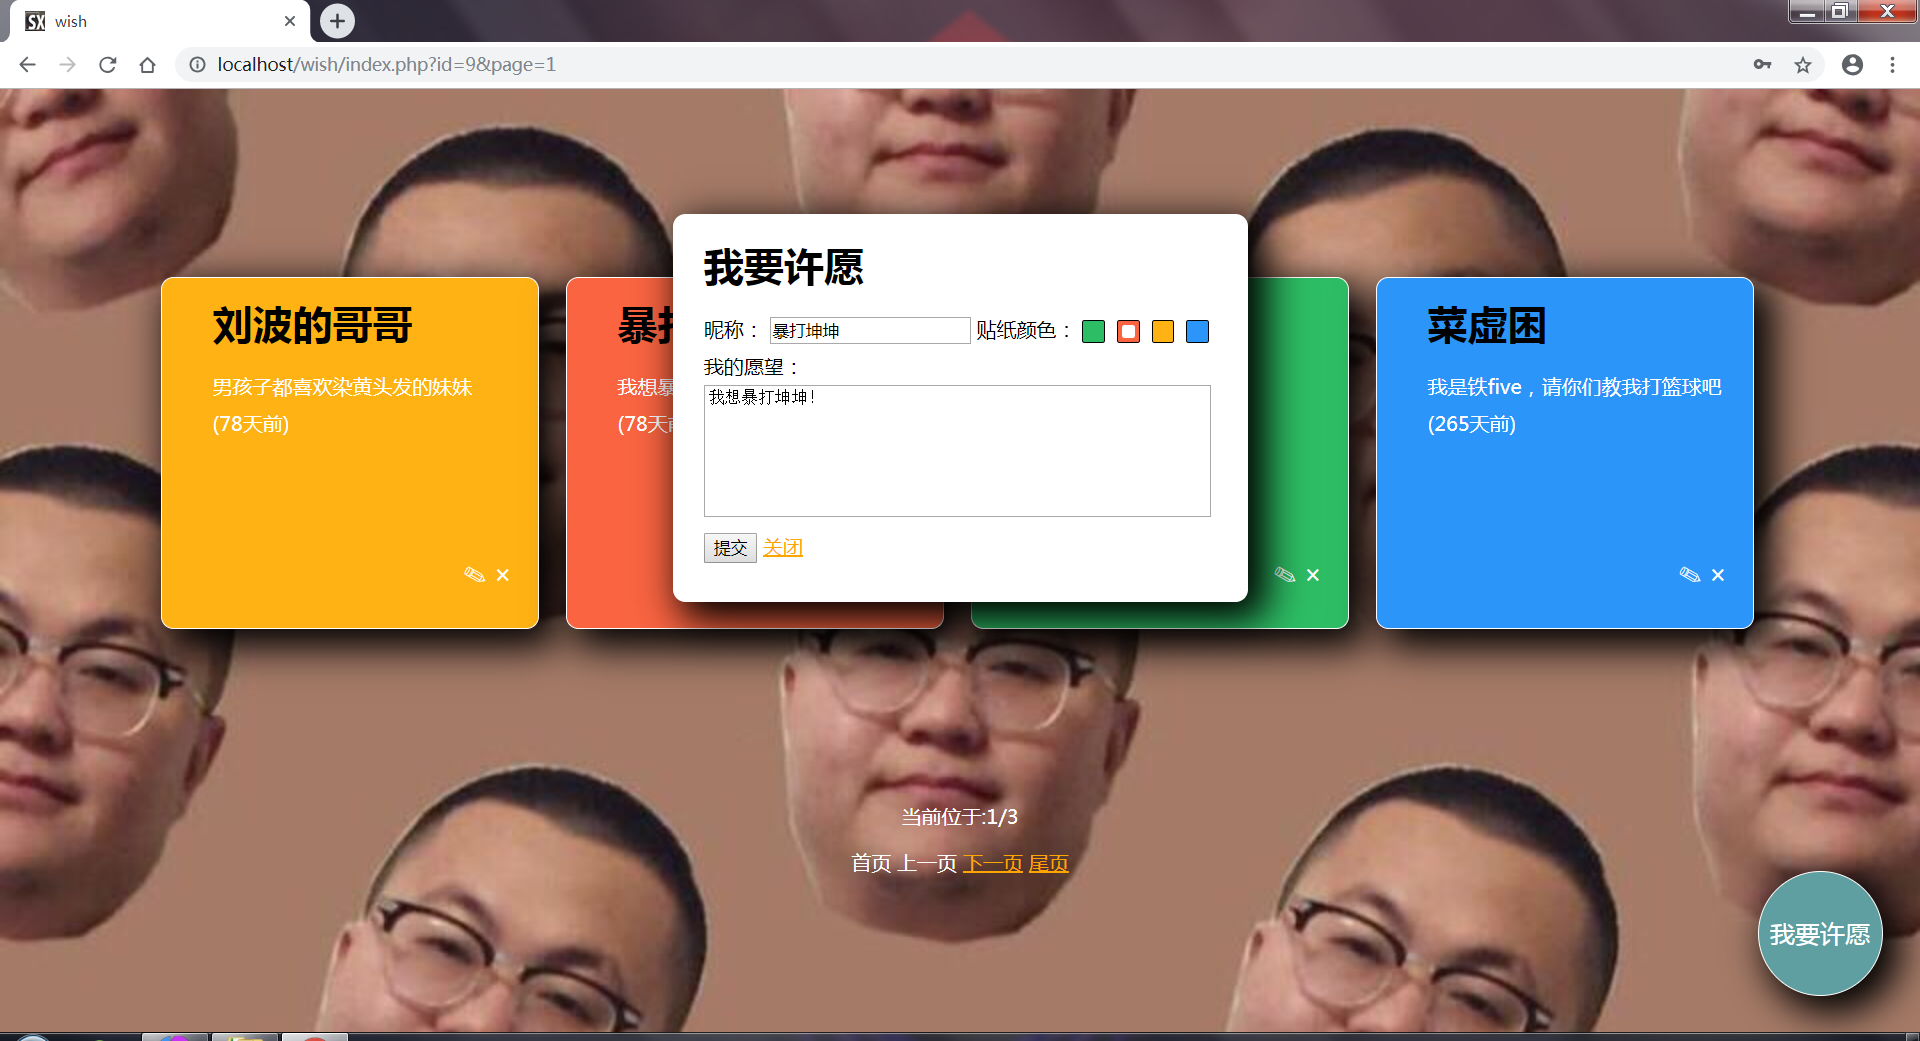 wish
localhost/wish/index.php?id=9&page=1
我要许愿
昵称： 暴打坤坤 贴纸颜色：
我的愿望：
我想暴打坤坤!
提交 关闭
刘波的哥哥
男孩子都喜欢染黄头发的妹妹
(78天前)
暴打
我想暴
(78天前
菜虚困
我是铁five，请你们教我打篮球吧
(265天前)
当前位于:1/3
首页 上一页 下一页 尾页
我要许愿